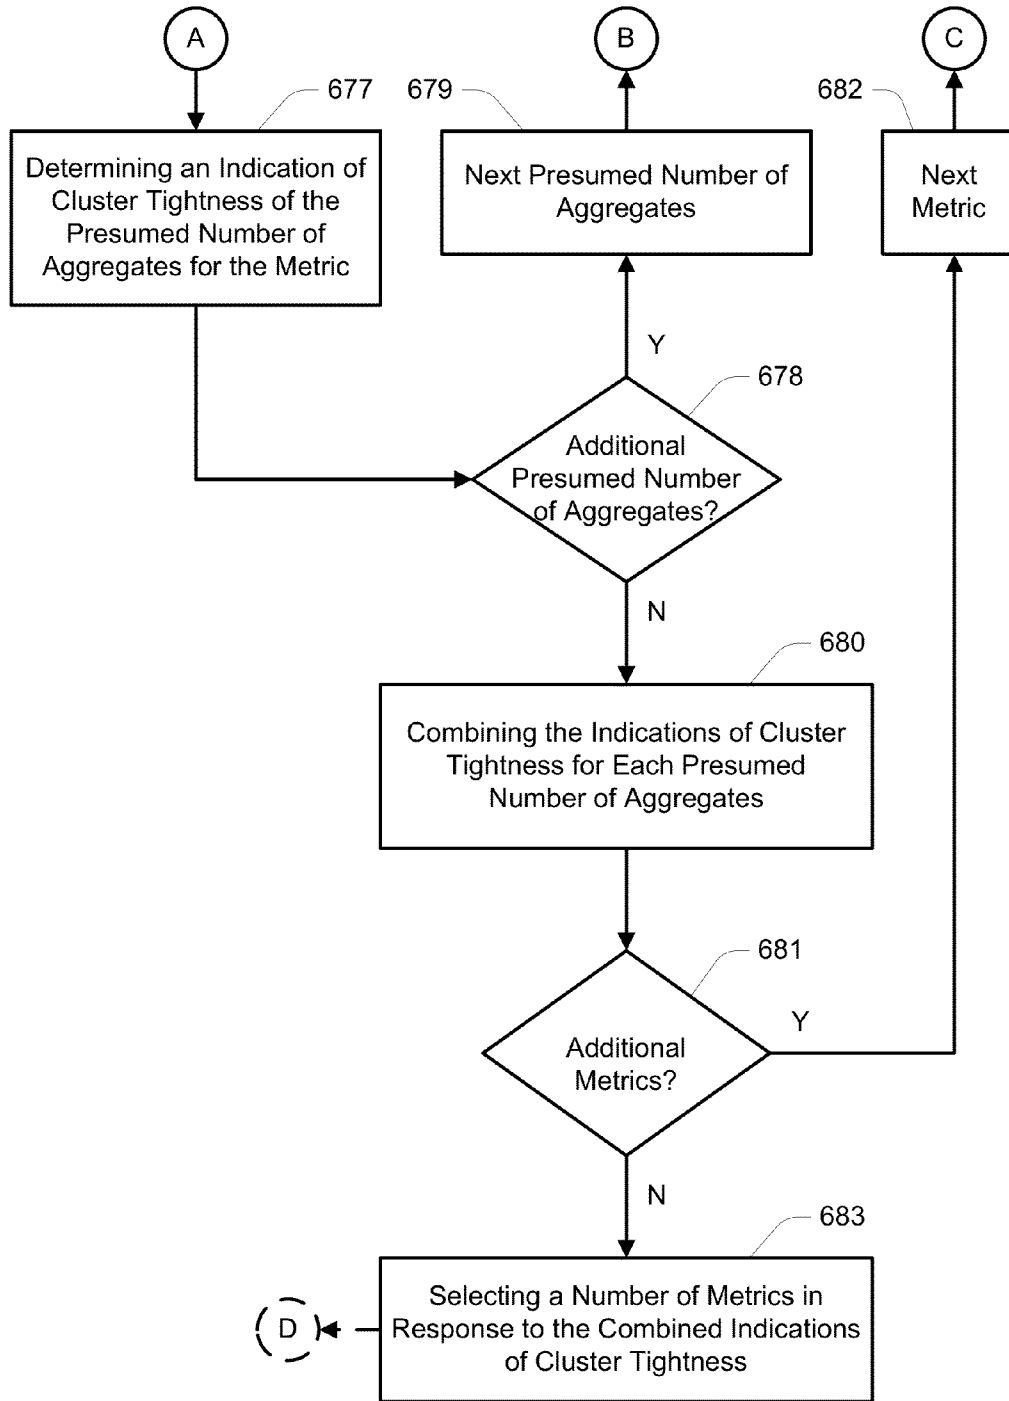 A
B
C
677
679
682
Determining an Indication of
Cluster Tightness of the
Presumed Number of
Aggregates for the Metric
Next Presumed Number of
Aggregates
Next
Metric
Y
678
Additional
Presumed Number
of Aggregates?
N
680
Combining the Indications of Cluster
Tightness for Each Presumed
Number of Aggregates
681
Y
Additional
Metrics?
N
683
Selecting a Number of Metrics in
Response to the Combined Indications
of Cluster Tightness
D